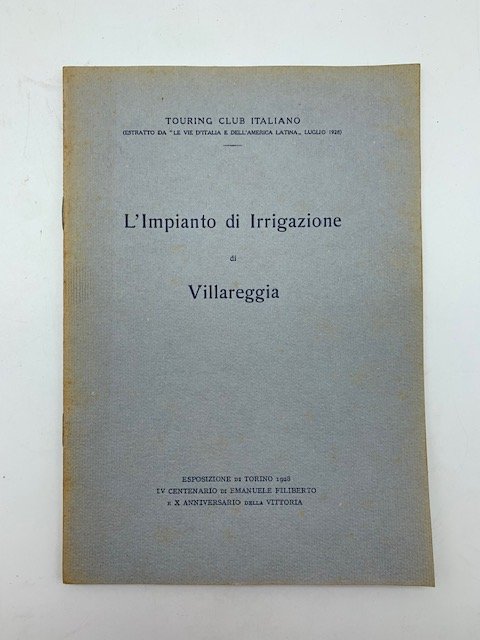 TOURING CLUB ITALIANO
(ESTRATTO DA "LE VIE D'ITALIA E DELL'AMERICA LATINA„ LUGLIO 1928)
L'Impianto di Irrigazione
di
Villareggia
ESPOSIZIONE DI TORINO 1928
IV CENTENARIO DI EMANUELE FILIBERTO
E X ANNIVERSARIO DELLA VITTORIA